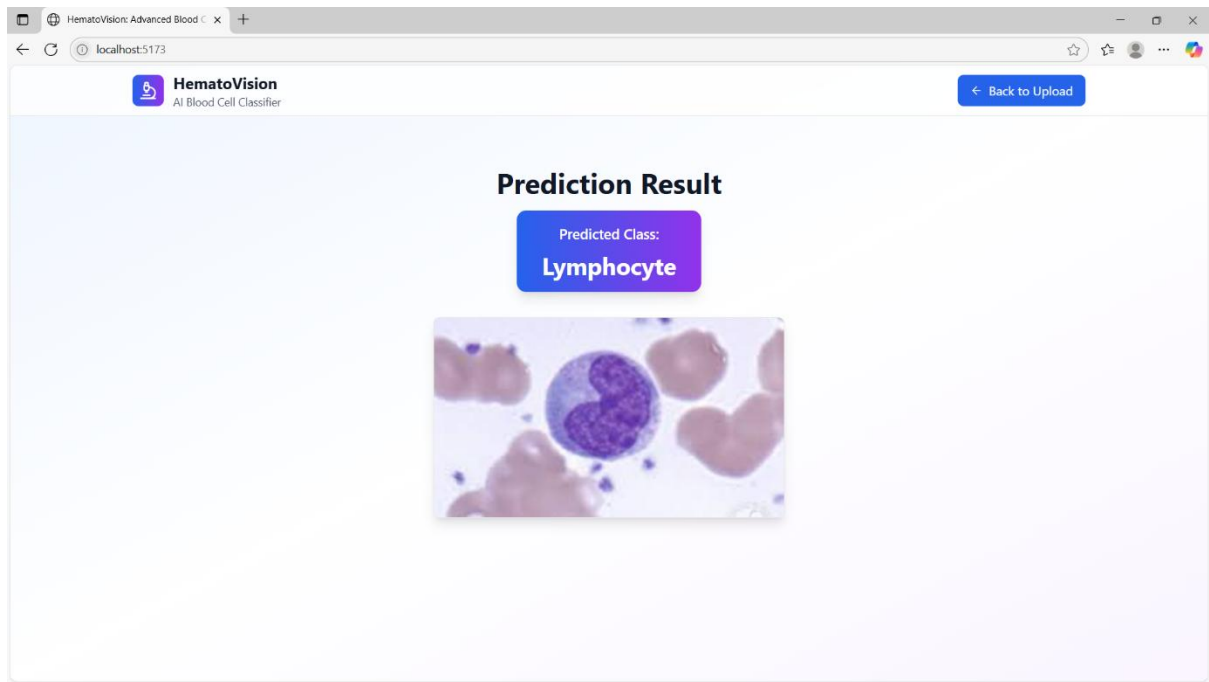 HematoVision: Advanced Blood C
localhost:5173
HematoVision
AI Blood Cell Classifier
← Back to Upload
Prediction Result
Predicted Class:
Lymphocyte